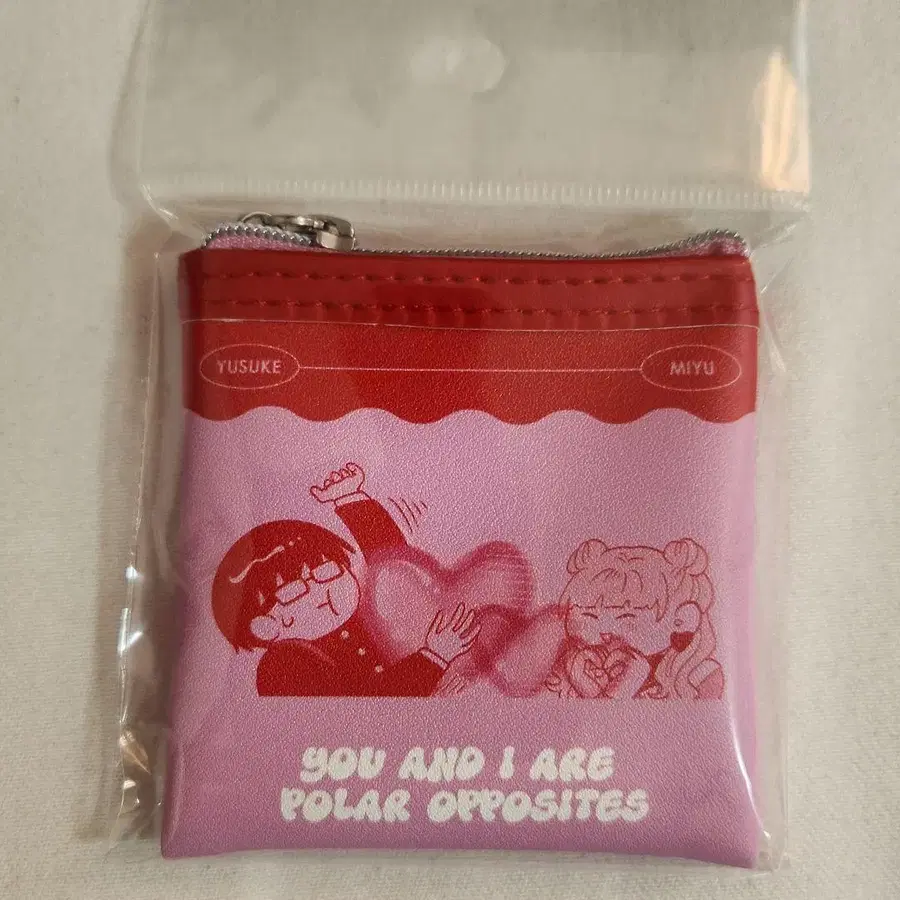 YUSUKE
MIYU
YOU AND I ARE
POLAR OPPOSITES